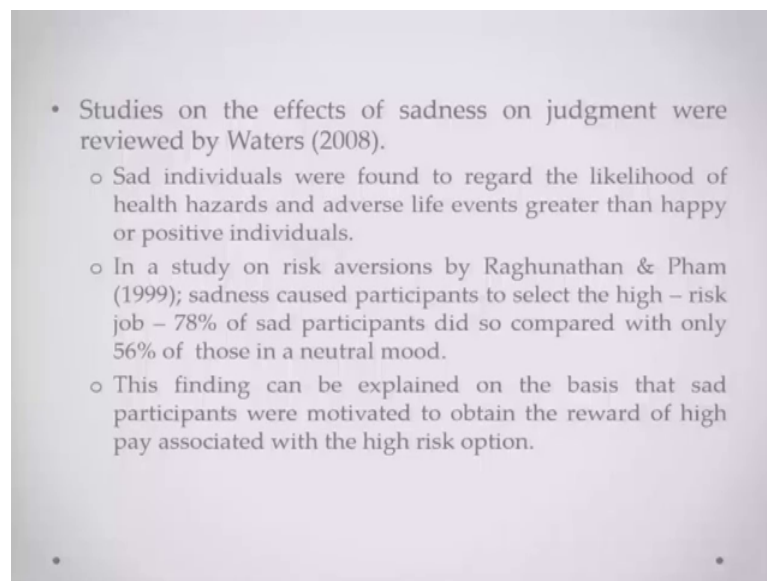 • Studies on the effects of sadness on judgment were
reviewed by Waters (2008).
o Sad individuals were found to regard the likelihood of
health hazards and adverse life events greater than happy
or positive individuals.
o In a study on risk aversions by Raghunathan & Pham
(1999); sadness caused participants to select the high – risk
job – 78% of sad participants did so compared with only
56% of those in a neutral mood.
o This finding can be explained on the basis that sad
participants were motivated to obtain the reward of high
pay associated with the high risk option.